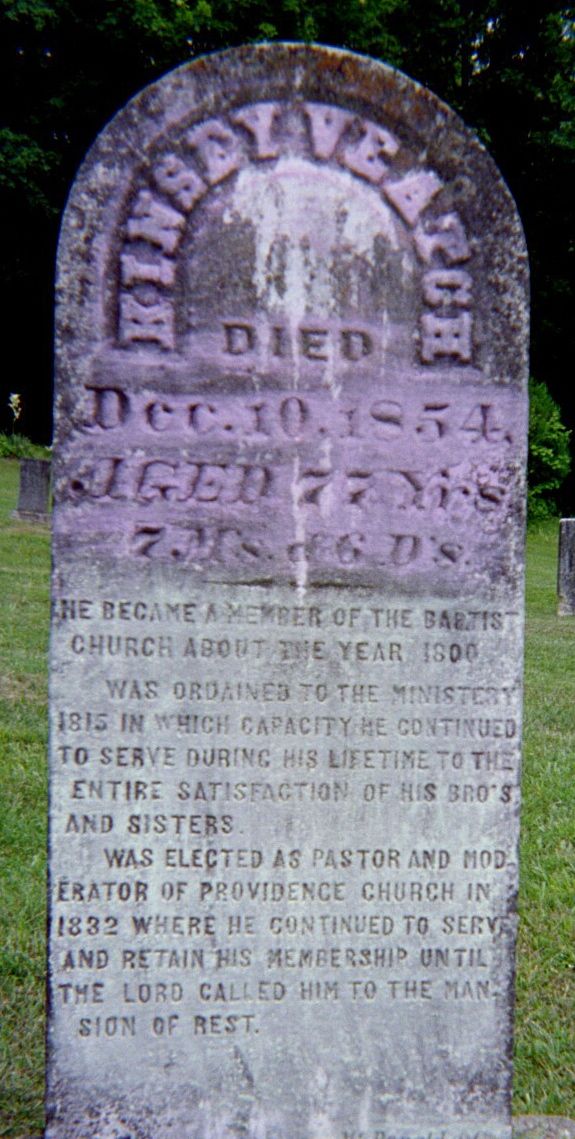 KINSEY VEATCH
DIED
Dec. 10. 1854.
AGED 77 Yrs
7 M's. & 6 D's.
HE BECAME A MEMBER OF THE BAPTIST
CHURCH ABOUT THE YEAR 1800
WAS ORDAINED TO THE MINISTERY
1815 IN WHICH CAPACITY HE CONTINUED
TO SERVE DURING HIS LIFETIME TO THE
ENTIRE SATISFACTION OF HIS BRO'S
AND SISTERS.
WAS ELECTED AS PASTOR AND MOD-
ERATOR OF PROVIDENCE CHURCH IN
1832 WHERE HE CONTINUED TO SERVE
AND RETAIN HIS MEMBERSHIP UNTIL
THE LORD CALLED HIM TO THE MAN-
SION OF REST.